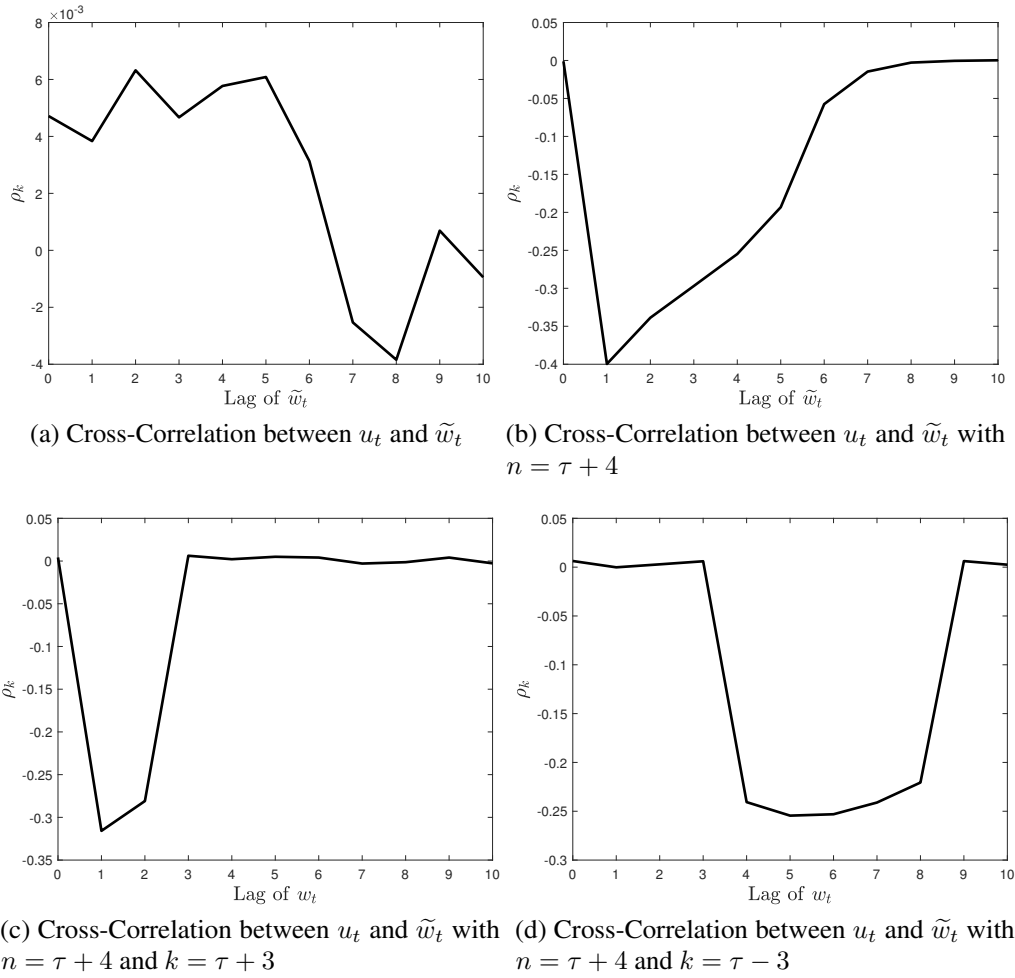 ×10⁻³
8
6
4
2
0
-2
-4
ρₖ
0 1 2 3 4 5 6 7 8 9 10
Lag of w̃ₜ
(a) Cross-Correlation between uₜ and w̃ₜ
0.05
0
-0.05
-0.1
-0.15
-0.2
-0.25
-0.3
-0.35
-0.4
ρₖ
0 1 2 3 4 5 6 7 8 9 10
Lag of w̃ₜ
(b) Cross-Correlation between uₜ and w̃ₜ with
n = τ + 4
0.05
0
-0.05
-0.1
-0.15
-0.2
-0.25
-0.3
-0.35
ρₖ
0 1 2 3 4 5 6 7 8 9 10
Lag of wₜ
(c) Cross-Correlation between uₜ and w̃ₜ with
n = τ + 4 and k = τ + 3
0.05
0
-0.05
-0.1
-0.15
-0.2
-0.25
-0.3
ρₖ
0 1 2 3 4 5 6 7 8 9 10
Lag of wₜ
(d) Cross-Correlation between uₜ and w̃ₜ with
n = τ + 4 and k = τ − 3